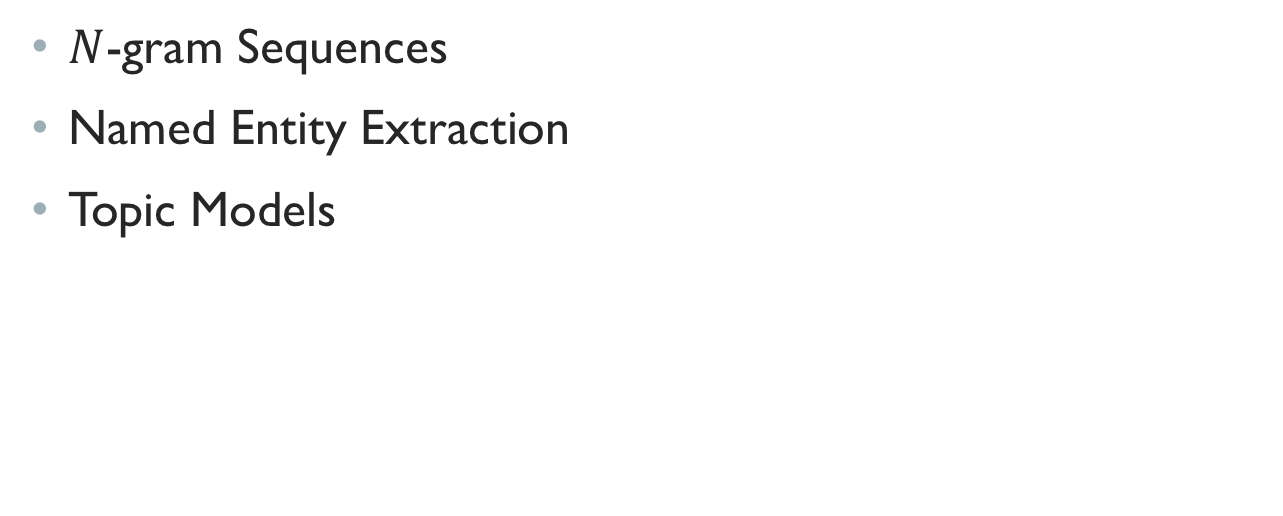 • N-gram Sequences
• Named Entity Extraction
• Topic Models